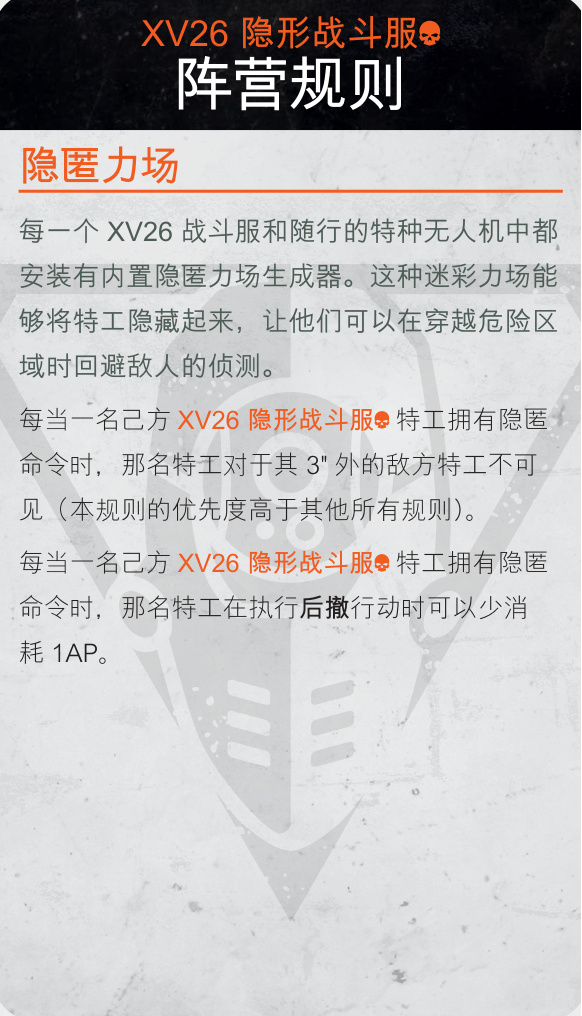 XV26 隐形战斗服
阵营规则
隐匿力场
每一个 XV26 战斗服和随行的特种无人机中都
安装有内置隐匿力场生成器。这种迷彩力场能
够将特工隐藏起来，让他们可以在穿越危险区
域时回避敌人的侦测。
每当一名己方 XV26 隐形战斗服 特工拥有隐匿
命令时，那名特工对于其 3" 外的敌方特工不可
见（本规则的优先度高于其他所有规则）。
每当一名己方 XV26 隐形战斗服 特工拥有隐匿
命令时，那名特工在执行后撤行动时可以少消
耗 1AP。